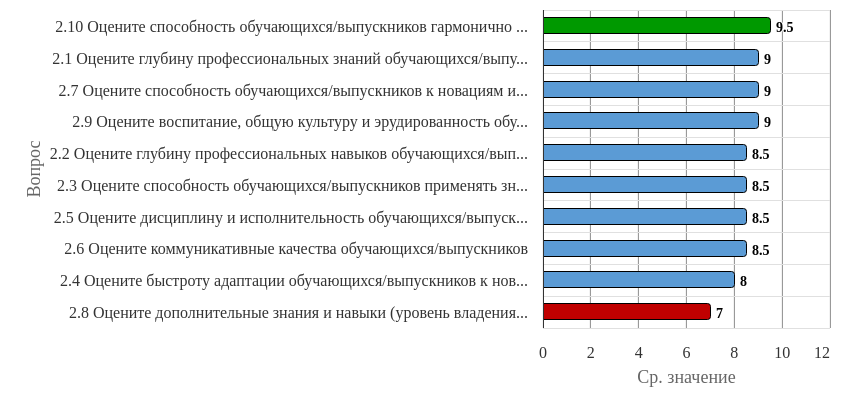 2.10 Оцените способность обучающихся/выпускников гармонично ... 9.5
2.1 Оцените глубину профессиональных знаний обучающихся/выпу... 9
2.7 Оцените способность обучающихся/выпускников к новациям и... 9
2.9 Оцените воспитание, общую культуру и эрудированность обу... 9
2.2 Оцените глубину профессиональных навыков обучающихся/вып... 8.5
2.3 Оцените способность обучающихся/выпускников применять зн... 8.5
2.5 Оцените дисциплину и исполнительность обучающихся/выпуск... 8.5
2.6 Оцените коммуникативные качества обучающихся/выпускников 8.5
2.4 Оцените быстроту адаптации обучающихся/выпускников к нов... 8
2.8 Оцените дополнительные знания и навыки (уровень владения... 7
Вопрос
0 2 4 6 8 10 12
Ср. значение